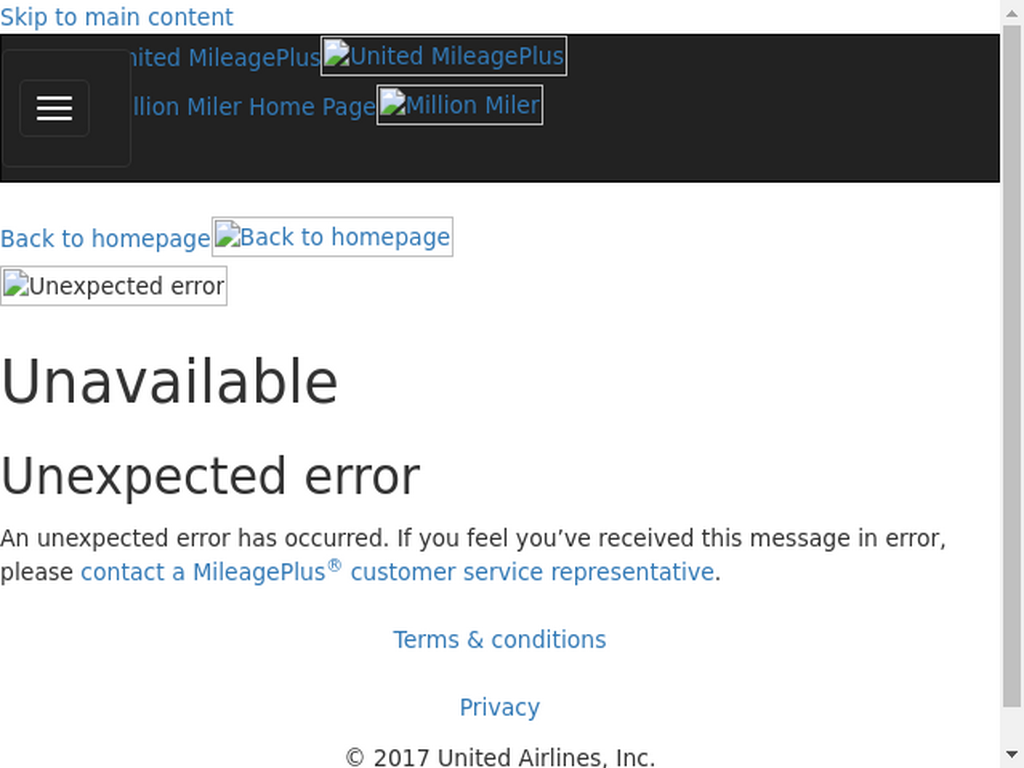 Skip to main content
nited MileagePlus United MileagePlus
llion Miler Home Page Million Miler
Back to homepage Back to homepage
Unexpected error
Unavailable
Unexpected error
An unexpected error has occurred. If you feel you’ve received this message in error,
please contact a MileagePlus® customer service representative.
Terms & conditions
Privacy
© 2017 United Airlines, Inc.